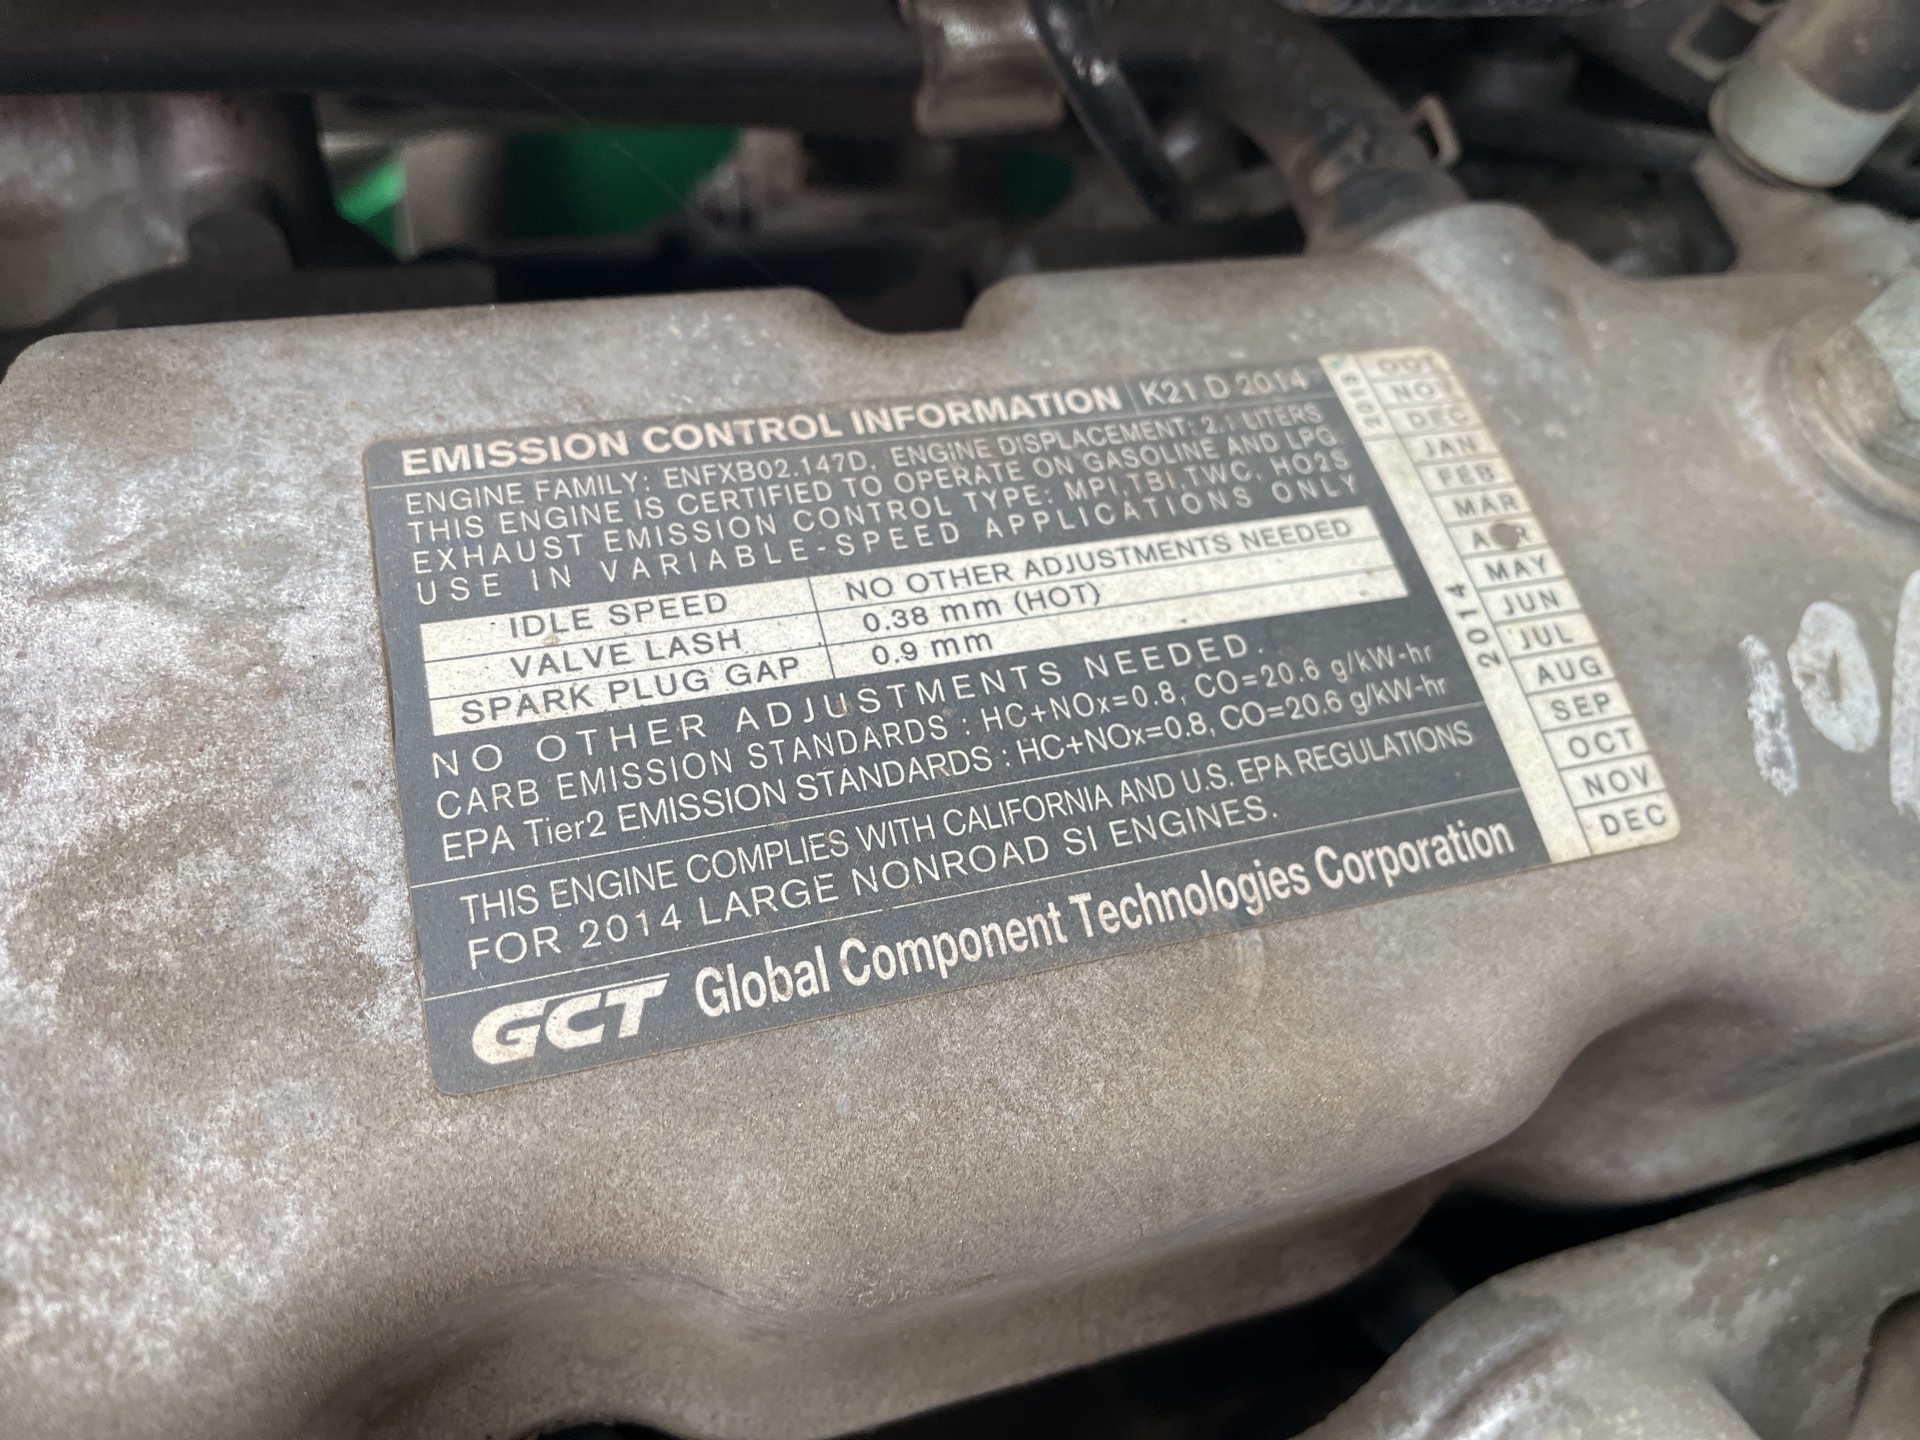 EMISSION CONTROL INFORMATION K21 D 2014
ENGINE FAMILY: ENFXB02.147D, ENGINE DISPLACEMENT: 2.1 LITERS
THIS ENGINE IS CERTIFIED TO OPERATE ON GASOLINE AND LPG.
EXHAUST EMISSION CONTROL TYPE: MPI,TBI,TWC, HO2S
USE IN VARIABLE-SPEED APPLICATIONS ONLY
IDLE SPEED NO OTHER ADJUSTMENTS NEEDED
VALVE LASH 0.38 mm (HOT)
SPARK PLUG GAP 0.9 mm
NO OTHER ADJUSTMENTS NEEDED.
CARB EMISSION STANDARDS : HC+NOx=0.8, CO=20.6 g/kW-hr
EPA Tier2 EMISSION STANDARDS : HC+NOx=0.8, CO=20.6 g/kW-hr
THIS ENGINE COMPLIES WITH CALIFORNIA AND U.S. EPA REGULATIONS
FOR 2014 LARGE NONROAD SI ENGINES.
GCT Global Component Technologies Corporation
2013
OCT
NOV
DEC
2014
JAN
FEB
MAR
APR
MAY
JUN
JUL
AUG
SEP
OCT
NOV
DEC